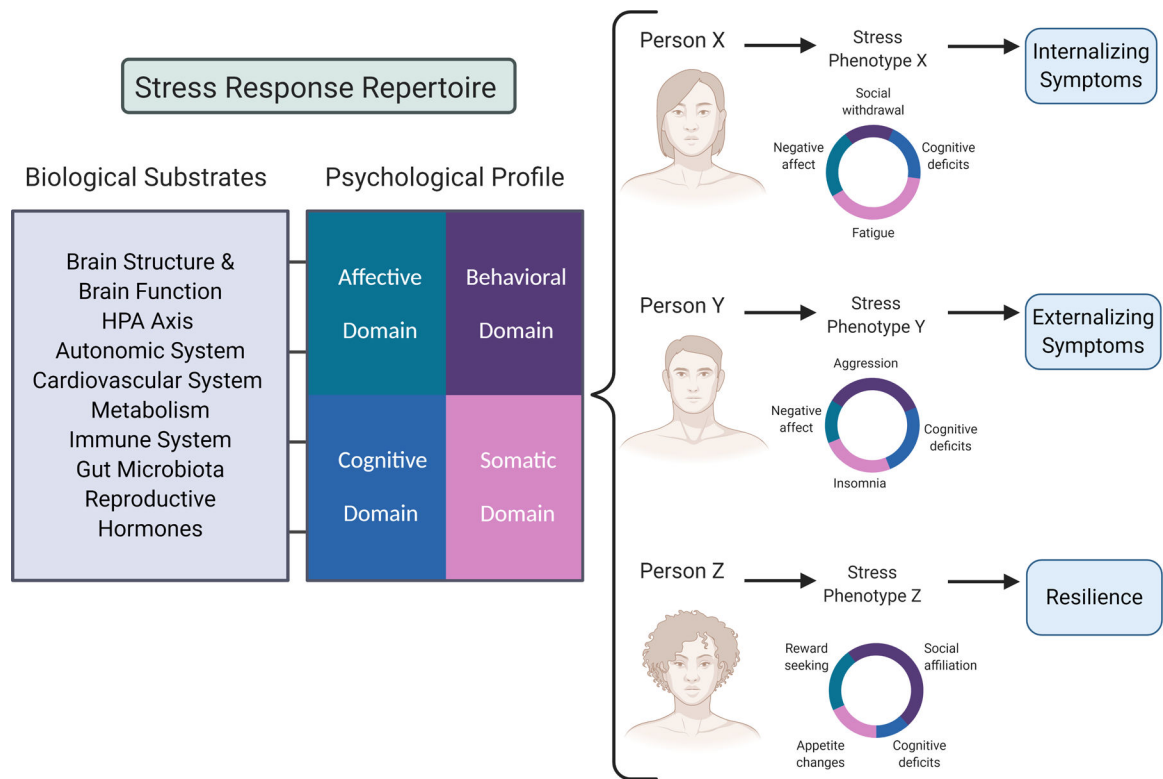 Stress Response Repertoire
Biological Substrates
Brain Structure &
Brain Function
HPA Axis
Autonomic System
Cardiovascular System
Metabolism
Immune System
Gut Microbiota
Reproductive
Hormones
Psychological Profile
Affective
Domain
Behavioral
Domain
Cognitive
Domain
Somatic
Domain
Person X
Stress
Phenotype X
Internalizing
Symptoms
Social
withdrawal
Negative
affect
Cognitive
deficits
Fatigue
Person Y
Stress
Phenotype Y
Externalizing
Symptoms
Aggression
Negative
affect
Cognitive
deficits
Insomnia
Person Z
Stress
Phenotype Z
Resilience
Reward
seeking
Social
affiliation
Appetite
changes
Cognitive
deficits